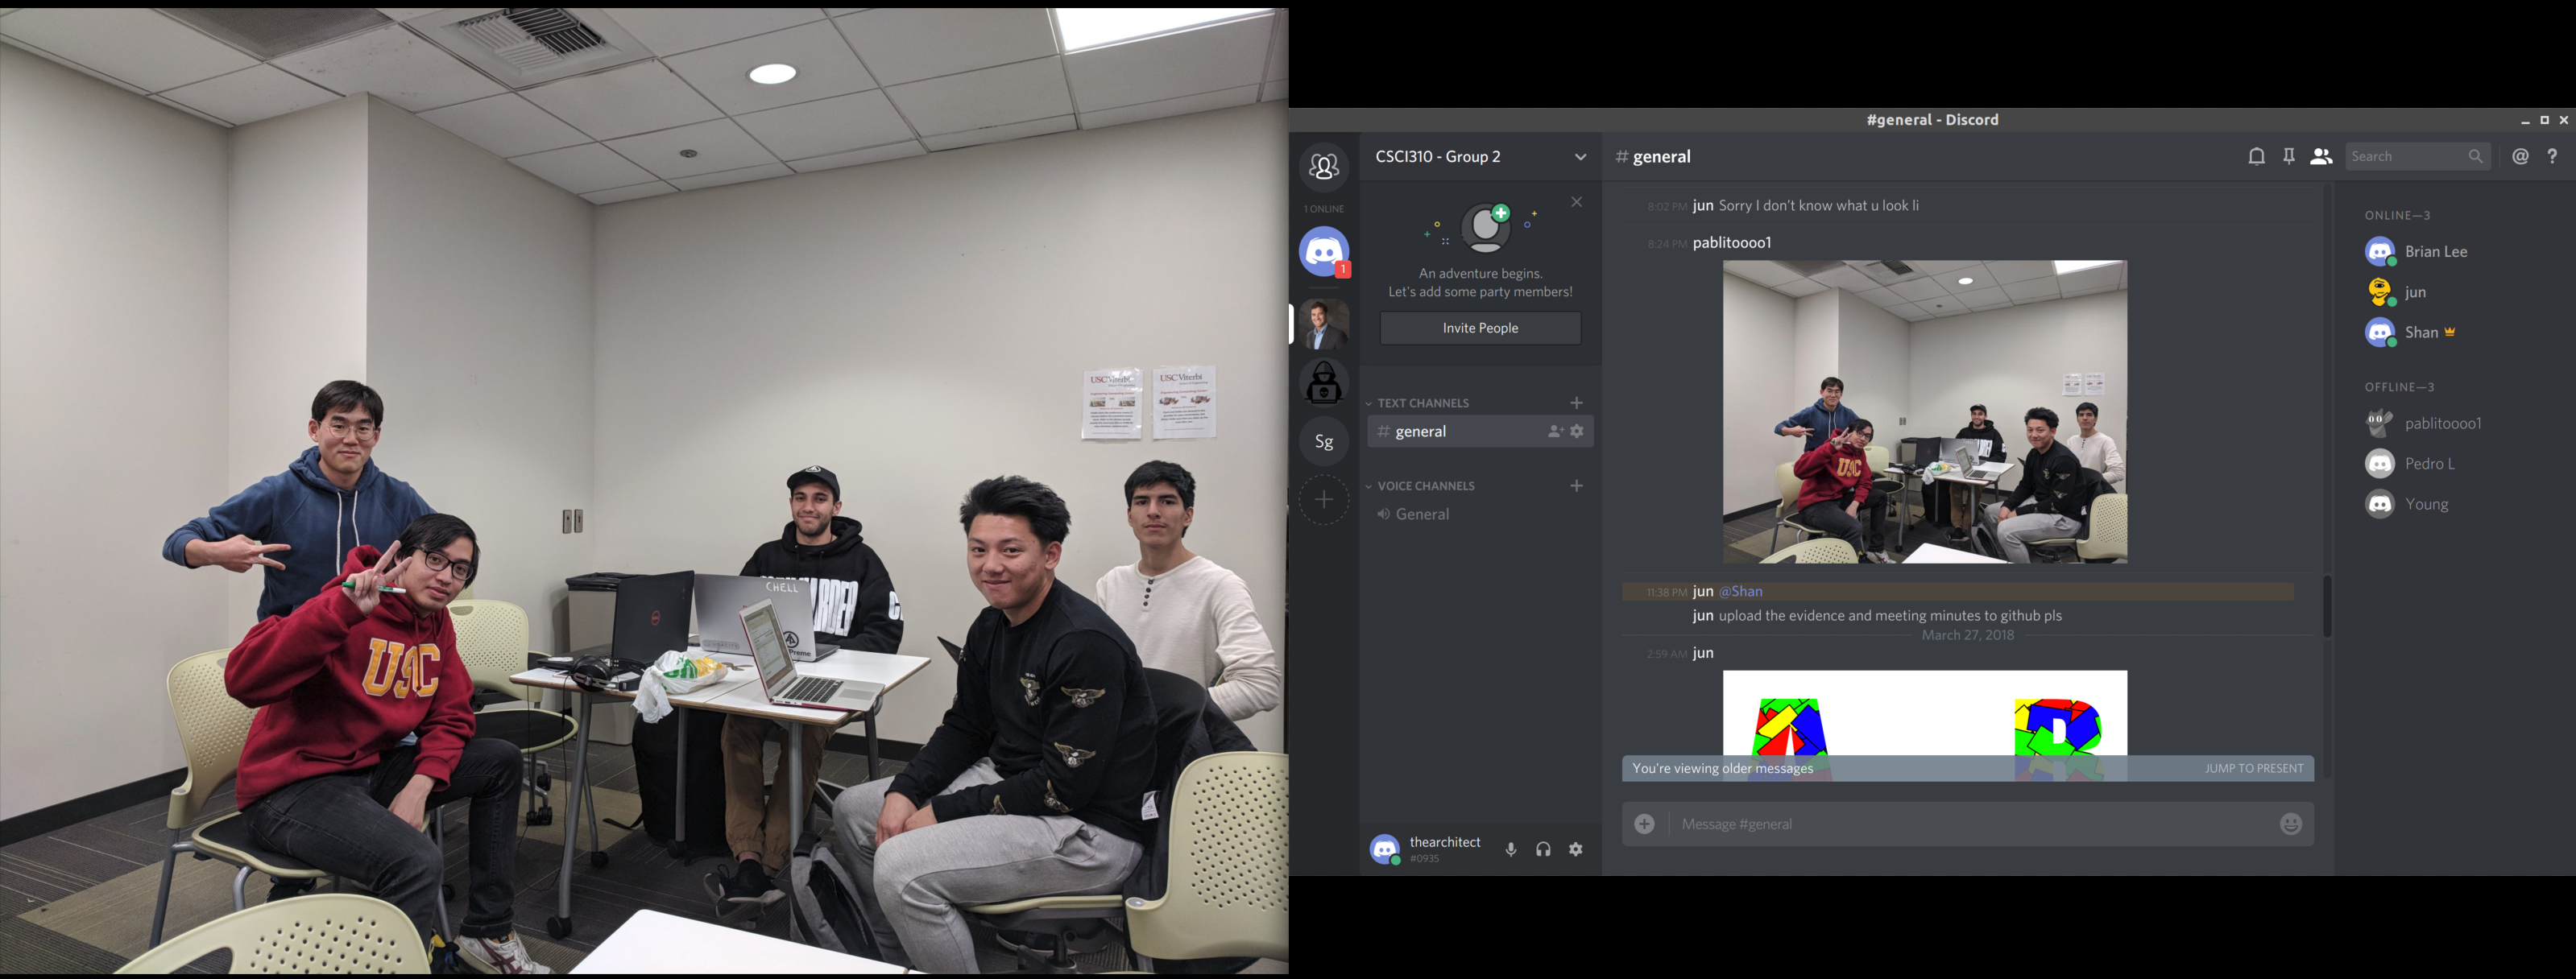 USC Viterbi
USC Viterbi
CHELL
Preme
USC
#general - Discord
CSCI310 - Group 2
# general
Search
@
?
1 ONLINE
1
An adventure begins.
Let's add some party members!
Invite People
TEXT CHANNELS
# general
VOICE CHANNELS
General
Sg
thearchitect
#0935
8:02 PM jun Sorry I don't know what u look li
8:24 PM pablitoooo1
11:38 PM jun @Shan
jun upload the evidence and meeting minutes to github pls
March 27, 2018
2:59 AM jun
You're viewing older messages JUMP TO PRESENT
Message #general
ONLINE—3
Brian Lee
jun
Shan
OFFLINE—3
pablitoooo1
Pedro L
Young